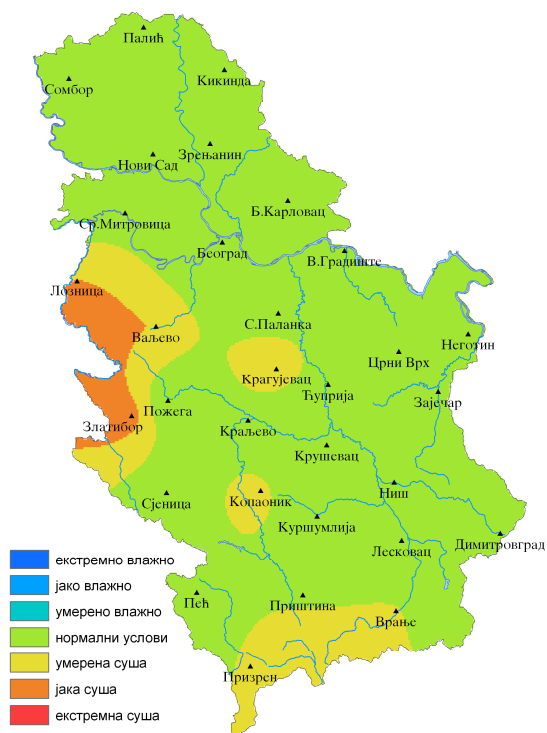 Палић
Кикинда
Сомбор
Зрењанин
Нови Сад
Б.Карловац
Ср.Митровица
Београд
В.Градиште
Лозница
С.Паланка
Ваљево
Неготин
Црни Врх
Крагујевац
Ћуприја
Зајечар
Пожега
Златибор
Краљево
Крушевац
Ниш
Копаоник
Сјеница
Куршумлија
Димитровград
Лесковац
Пећ
Приштина
Врање
Призрен
екстремно влажно
јако влажно
умерено влажно
нормални услови
умерена суша
јака суша
екстремна суша